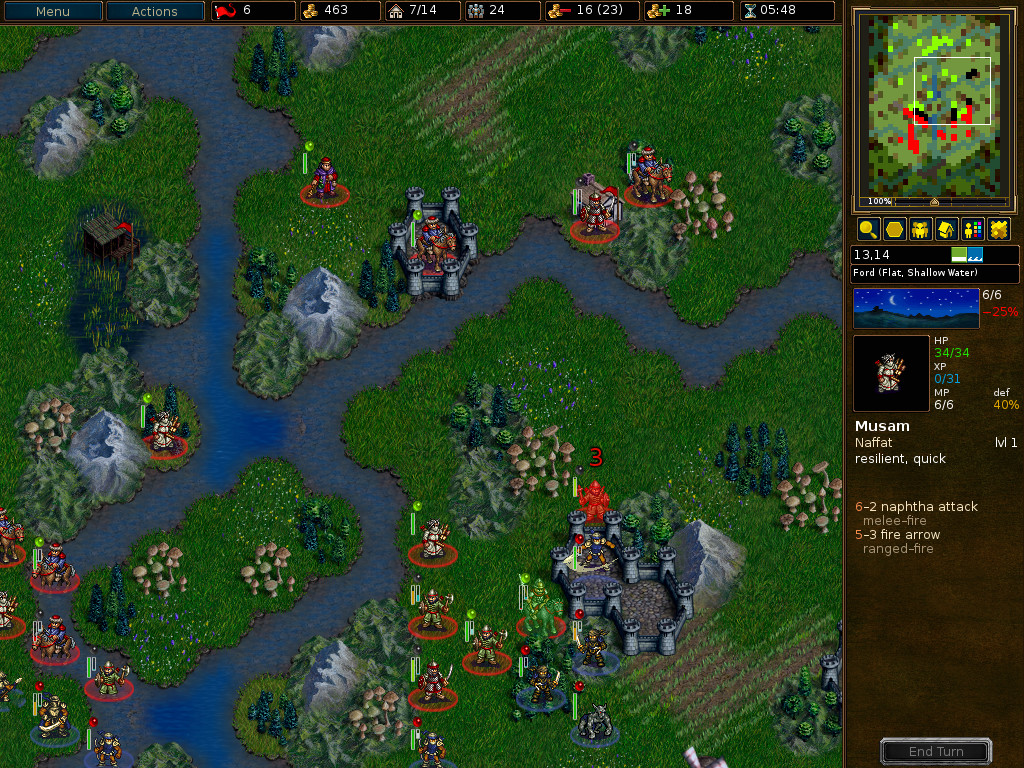 Menu
Actions
6
463
7/14
24
16 (23)
18
05:48
100%
13,14
Ford (Flat, Shallow Water)
6/6
−25%
HP
34/34
XP
0/31
MP
def
6/6
40%
Musam
Naffat
lvl 1
resilient, quick
6–2 naphtha attack
melee–fire
5–3 fire arrow
ranged–fire
3
End Turn